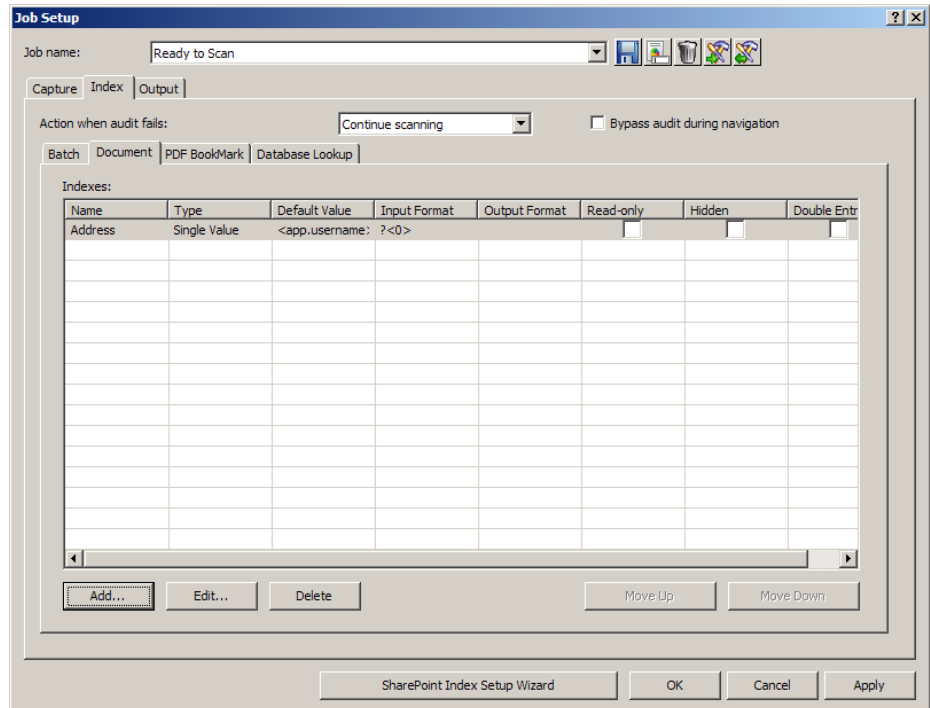 Job Setup
Job name: Ready to Scan
Capture Index Output
Action when audit fails: Continue scanning Bypass audit during navigation
Batch Document PDF BookMark Database Lookup
Indexes:
Name Type Default Value Input Format Output Format Read-only Hidden Double Entr
Address Single Value <app.username> ?<0>
Add... Edit... Delete Move Up Move Down
SharePoint Index Setup Wizard OK Cancel Apply